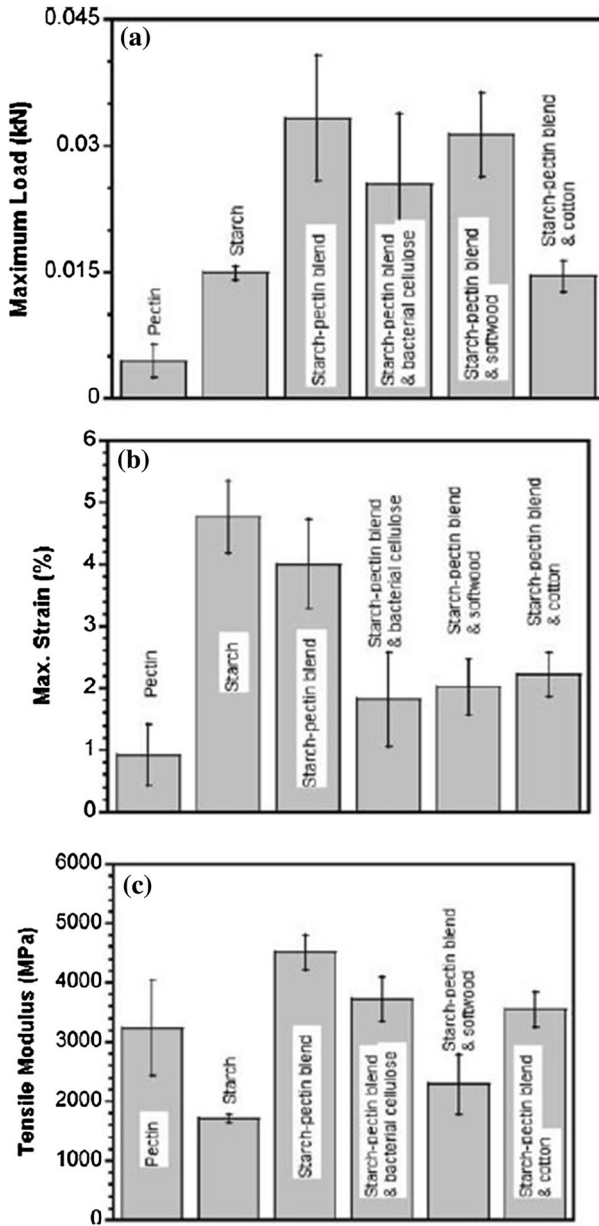 (a)
Maximum Load (kN)
0.045
0.03
0.015
0
Pectin
Starch
Starch-pectin blend
Starch-pectin blend
& bacterial cellulose
Starch-pectin blend
& softwood
Starch-pectin blend
& cotton
(b)
Max. Strain (%)
6
5
4
3
2
1
0
Pectin
Starch
Starch-pectin blend
Starch-pectin blend
& bacterial cellulose
Starch-pectin blend
& softwood
Starch-pectin blend
& cotton
(c)
Tensile Modulus (MPa)
6000
5000
4000
3000
2000
1000
0
Pectin
Starch
Starch-pectin blend
Starch-pectin blend
& bacterial cellulose
Starch-pectin blend
& softwood
Starch-pectin blend
& cotton